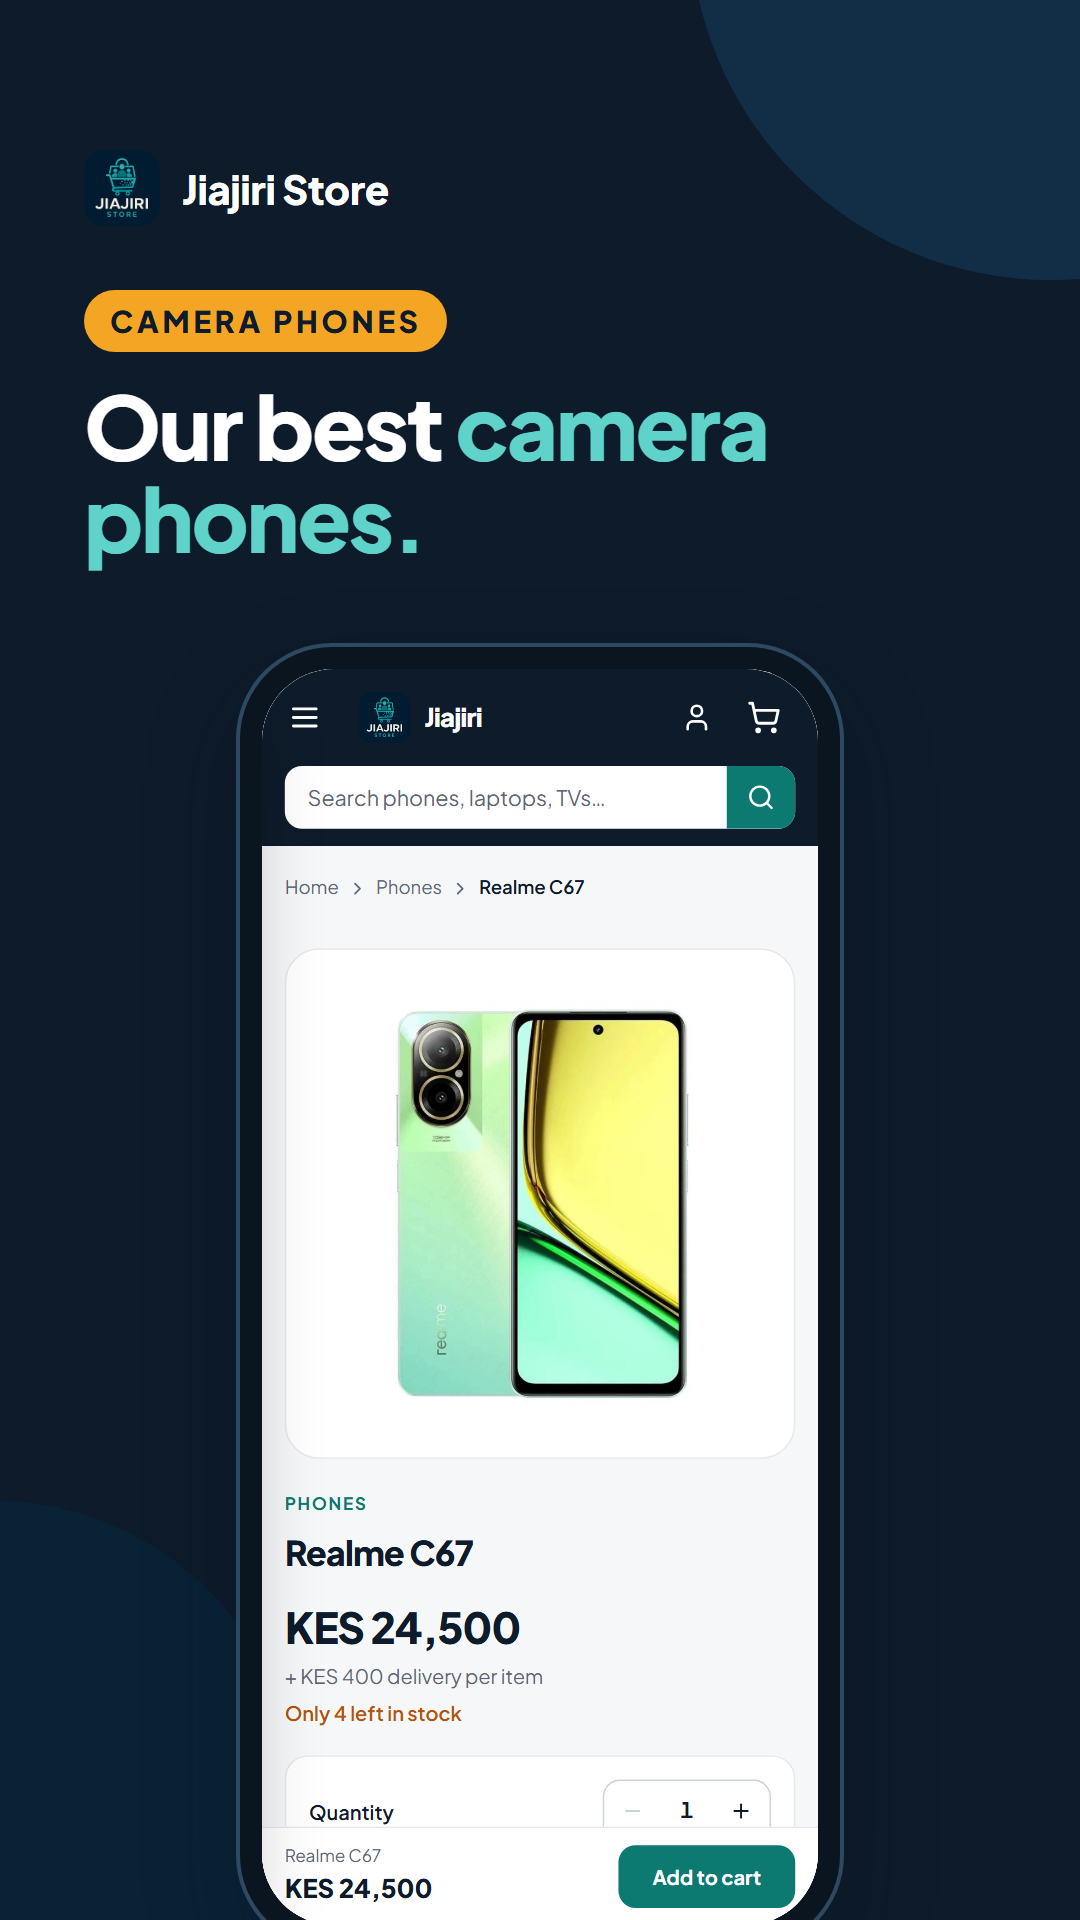 JIAJIRI
STORE
Jiajiri Store
CAMERA PHONES
Our best camera
phones.
JIAJIRI
STORE
Jiajiri
Search phones, laptops, TVs...
Home > Phones > Realme C67
realme
PHONES
Realme C67
KES 24,500
+ KES 400 delivery per item
Only 4 left in stock
Quantity
− 1 +
Realme C67
KES 24,500
Add to cart